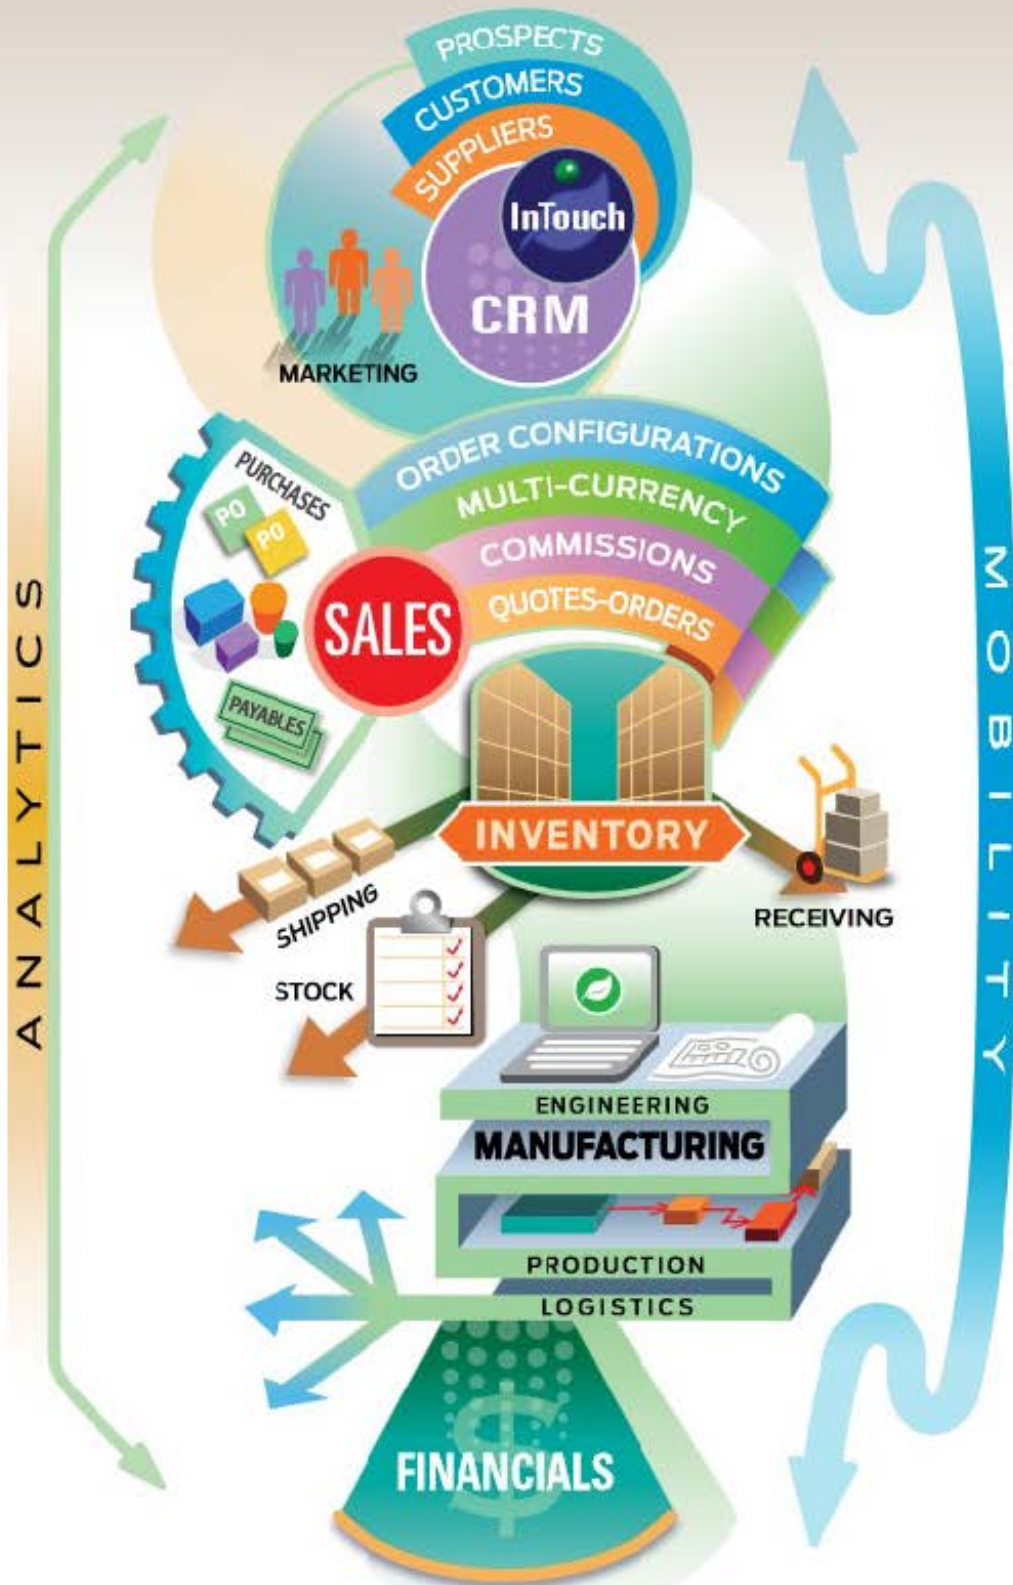 PROSPECTS
CUSTOMERS
SUPPLIERS
InTouch
CRM
MARKETING
ORDER CONFIGURATIONS
MULTI-CURRENCY
COMMISSIONS
QUOTES-ORDERS
PURCHASES
PO
PO
SALES
PAYABLES
INVENTORY
SHIPPING
RECEIVING
STOCK
ENGINEERING
MANUFACTURING
PRODUCTION
LOGISTICS
$
FINANCIALS
ANALYTICS
MOBILITY